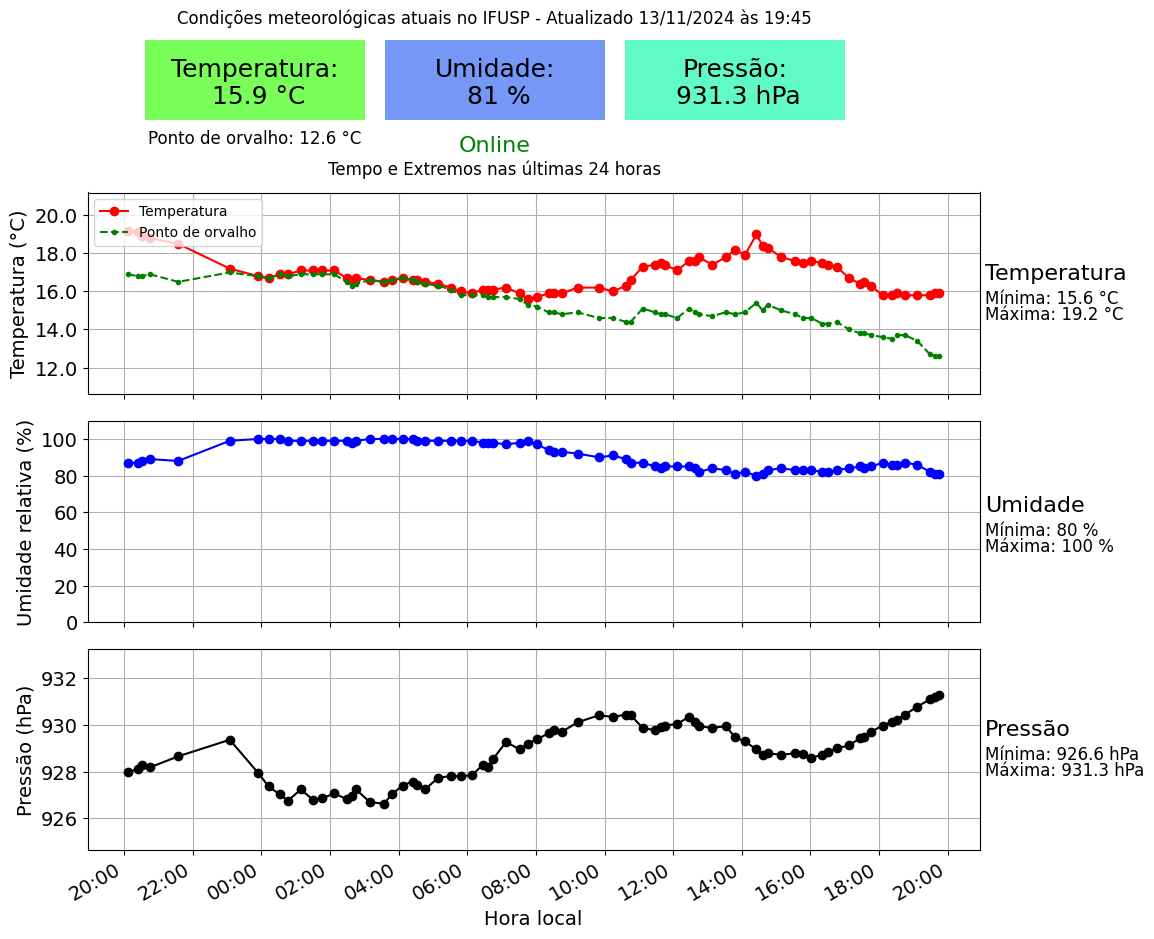 Condições meteorológicas atuais no IFUSP - Atualizado 13/11/2024 às 19:45
Temperatura:
15.9 °C
Umidade:
81 %
Pressão:
931.3 hPa
Ponto de orvalho: 12.6 °C
Online
Tempo e Extremos nas últimas 24 horas
Temperatura (°C)
20.0
18.0
16.0
14.0
12.0
Temperatura
Ponto de orvalho
Temperatura
Mínima: 15.6 °C
Máxima: 19.2 °C
Umidade relativa (%)
100
80
60
40
20
0
Umidade
Mínima: 80 %
Máxima: 100 %
Pressão (hPa)
932
930
928
926
Pressão
Mínima: 926.6 hPa
Máxima: 931.3 hPa
20:00 22:00 00:00 02:00 04:00 06:00 08:00 10:00 12:00 14:00 16:00 18:00 20:00
Hora local